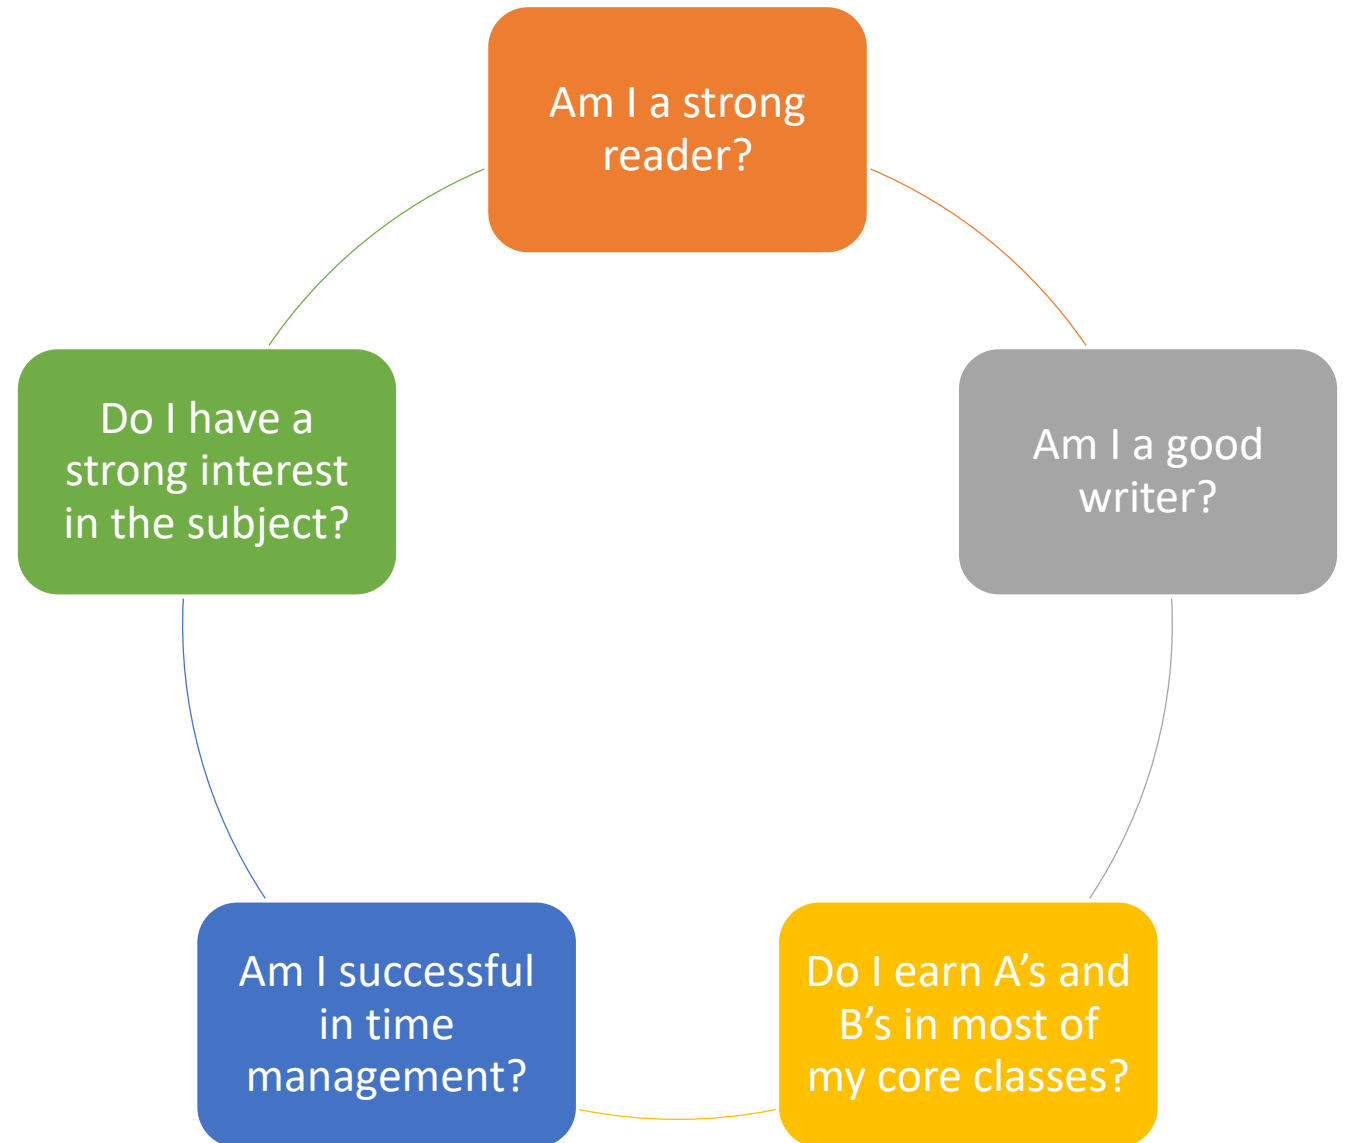 Am I a strong
reader?
Am I a good
writer?
Do I earn A’s and
B’s in most of
my core classes?
Am I successful
in time
management?
Do I have a
strong interest
in the subject?